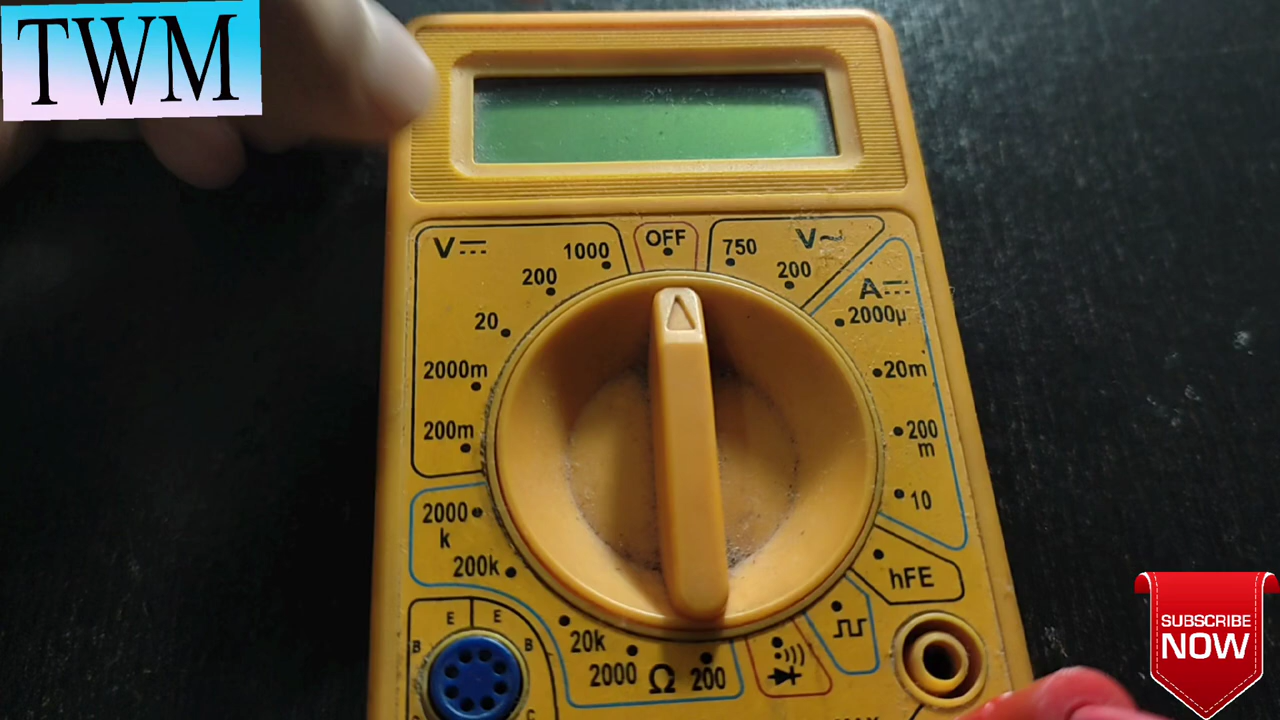 TWM
OFF
V⎓
1000
200
20
2000m
200m
750
V~
200
A⎓
2000µ
20m
200
m
10
hFE
2000
k
200k
20k
2000
Ω
200
E
E
B
B
C
SUBSCRIBE
NOW